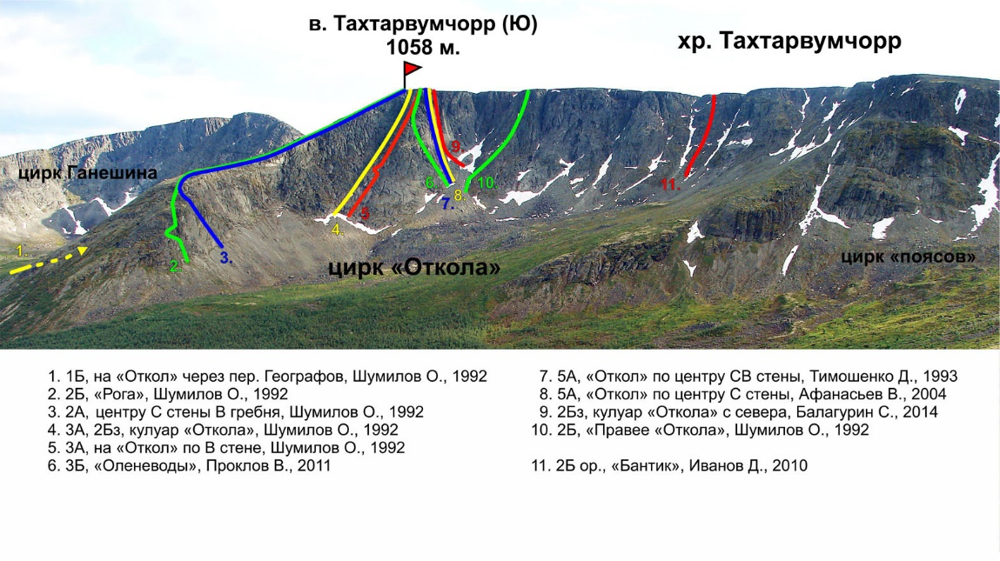 в. Тахтарвумчорр (Ю)
1058 м.
хр. Тахтарвумчорр
цирк Ганешина
1.
2.
3.
4.
5.
6.
7.
8.
9.
10.
11.
цирк «Откола»
цирк «поясов»
1. 1Б, на «Откол» через пер. Географов, Шумилов О., 1992
2. 2Б, «Рога», Шумилов О., 1992
3. 2А, центру С стены В гребня, Шумилов О., 1992
4. 3А, 2Бз, кулуар «Откола», Шумилов О., 1992
5. 3А, на «Откол» по В стене, Шумилов О., 1992
6. 3Б, «Оленеводы», Проклов В., 2011
7. 5А, «Откол» по центру СВ стены, Тимошенко Д., 1993
8. 5А, «Откол» по центру С стены, Афанасьев В., 2004
9. 2Бз, кулуар «Откола» с севера, Балагурин С., 2014
10. 2Б, «Правее «Откола», Шумилов О., 1992
11. 2Б ор., «Бантик», Иванов Д., 2010